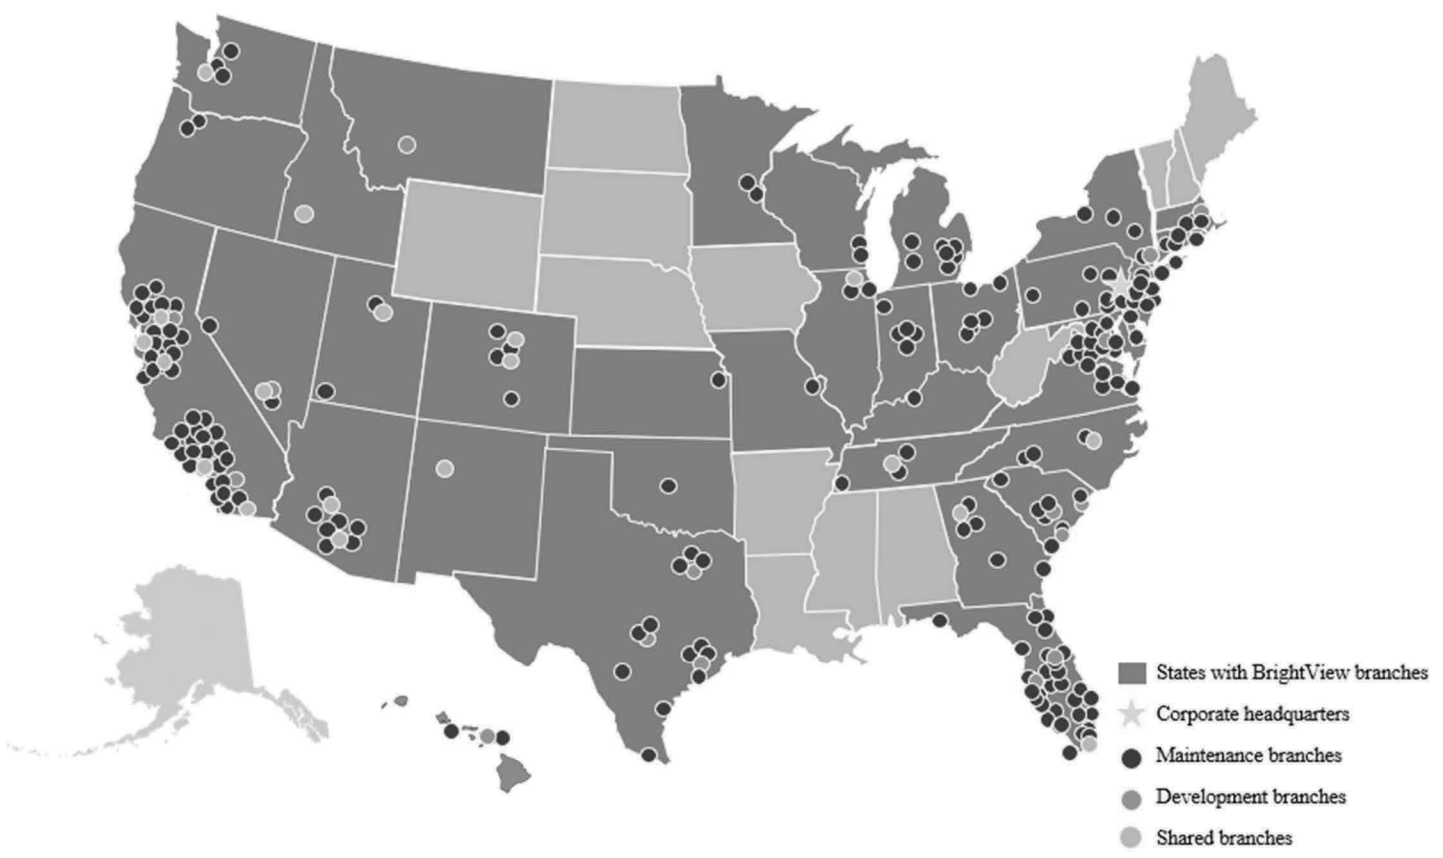 States with BrightView branches
Corporate headquarters
Maintenance branches
Development branches
Shared branches